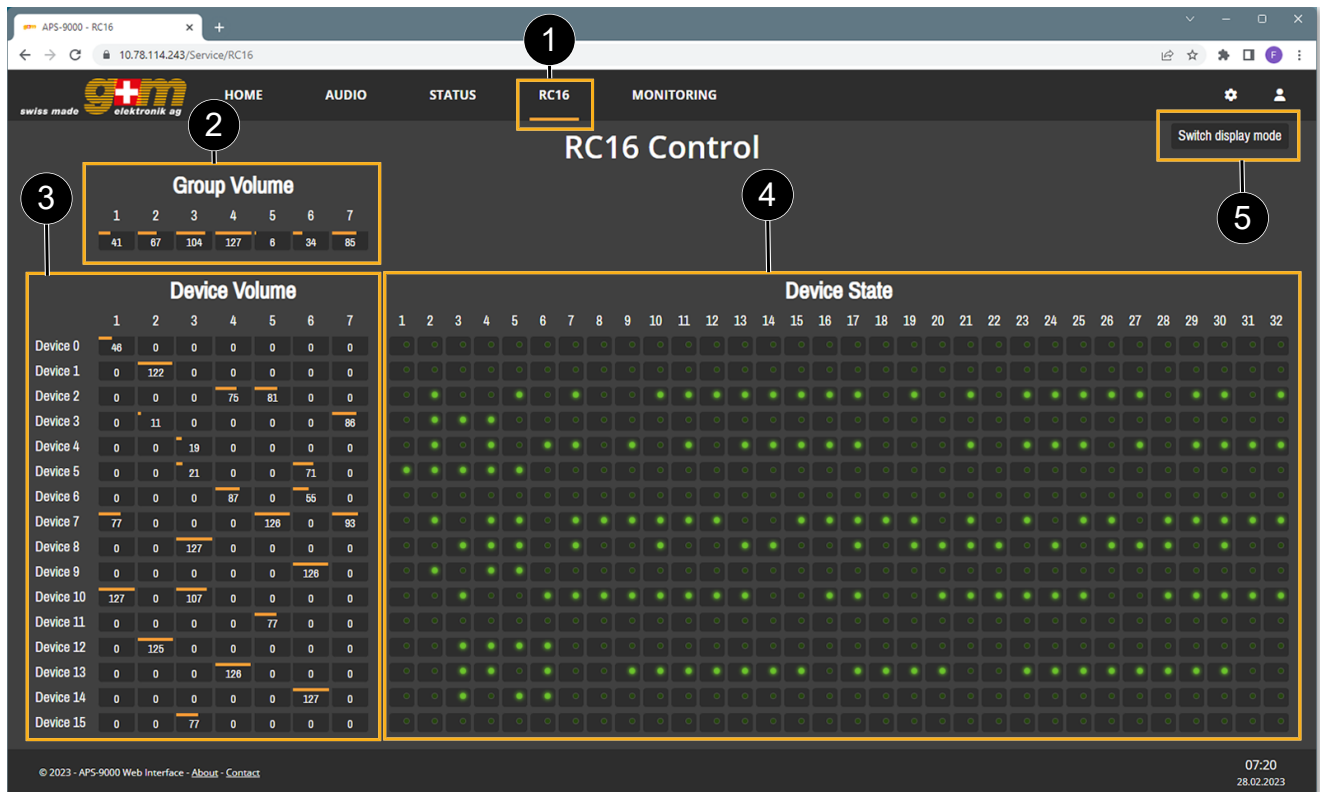 APS-9000 - RC16
10.78.114.243/Service/RC16
F
1
swiss made g+m elektronik ag
HOME AUDIO STATUS RC16 MONITORING
2
RC16 Control
Switch display mode
3
Group Volume
4
5
1 2 3 4 5 6 7
41 67 104 127 6 34 85
Device Volume
Device State
1 2 3 4 5 6 7
1 2 3 4 5 6 7 8 9 10 11 12 13 14 15 16 17 18 19 20 21 22 23 24 25 26 27 28 29 30 31 32
Device 0 46 0 0 0 0 0 0
Device 1 0 122 0 0 0 0 0
Device 2 0 0 0 75 81 0 0
Device 3 0 11 0 0 0 0 86
Device 4 0 0 19 0 0 0 0
Device 5 0 0 21 0 0 71 0
Device 6 0 0 0 87 0 55 0
Device 7 77 0 0 0 126 0 93
Device 8 0 0 127 0 0 0 0
Device 9 0 0 0 0 0 126 0
Device 10 127 0 107 0 0 0 0
Device 11 0 0 0 0 77 0 0
Device 12 0 125 0 0 0 0 0
Device 13 0 0 0 126 0 0 0
Device 14 0 0 0 0 0 127 0
Device 15 0 0 77 0 0 0 0
© 2023 - APS-9000 Web Interface - About - Contact
07:20
28.02.2023